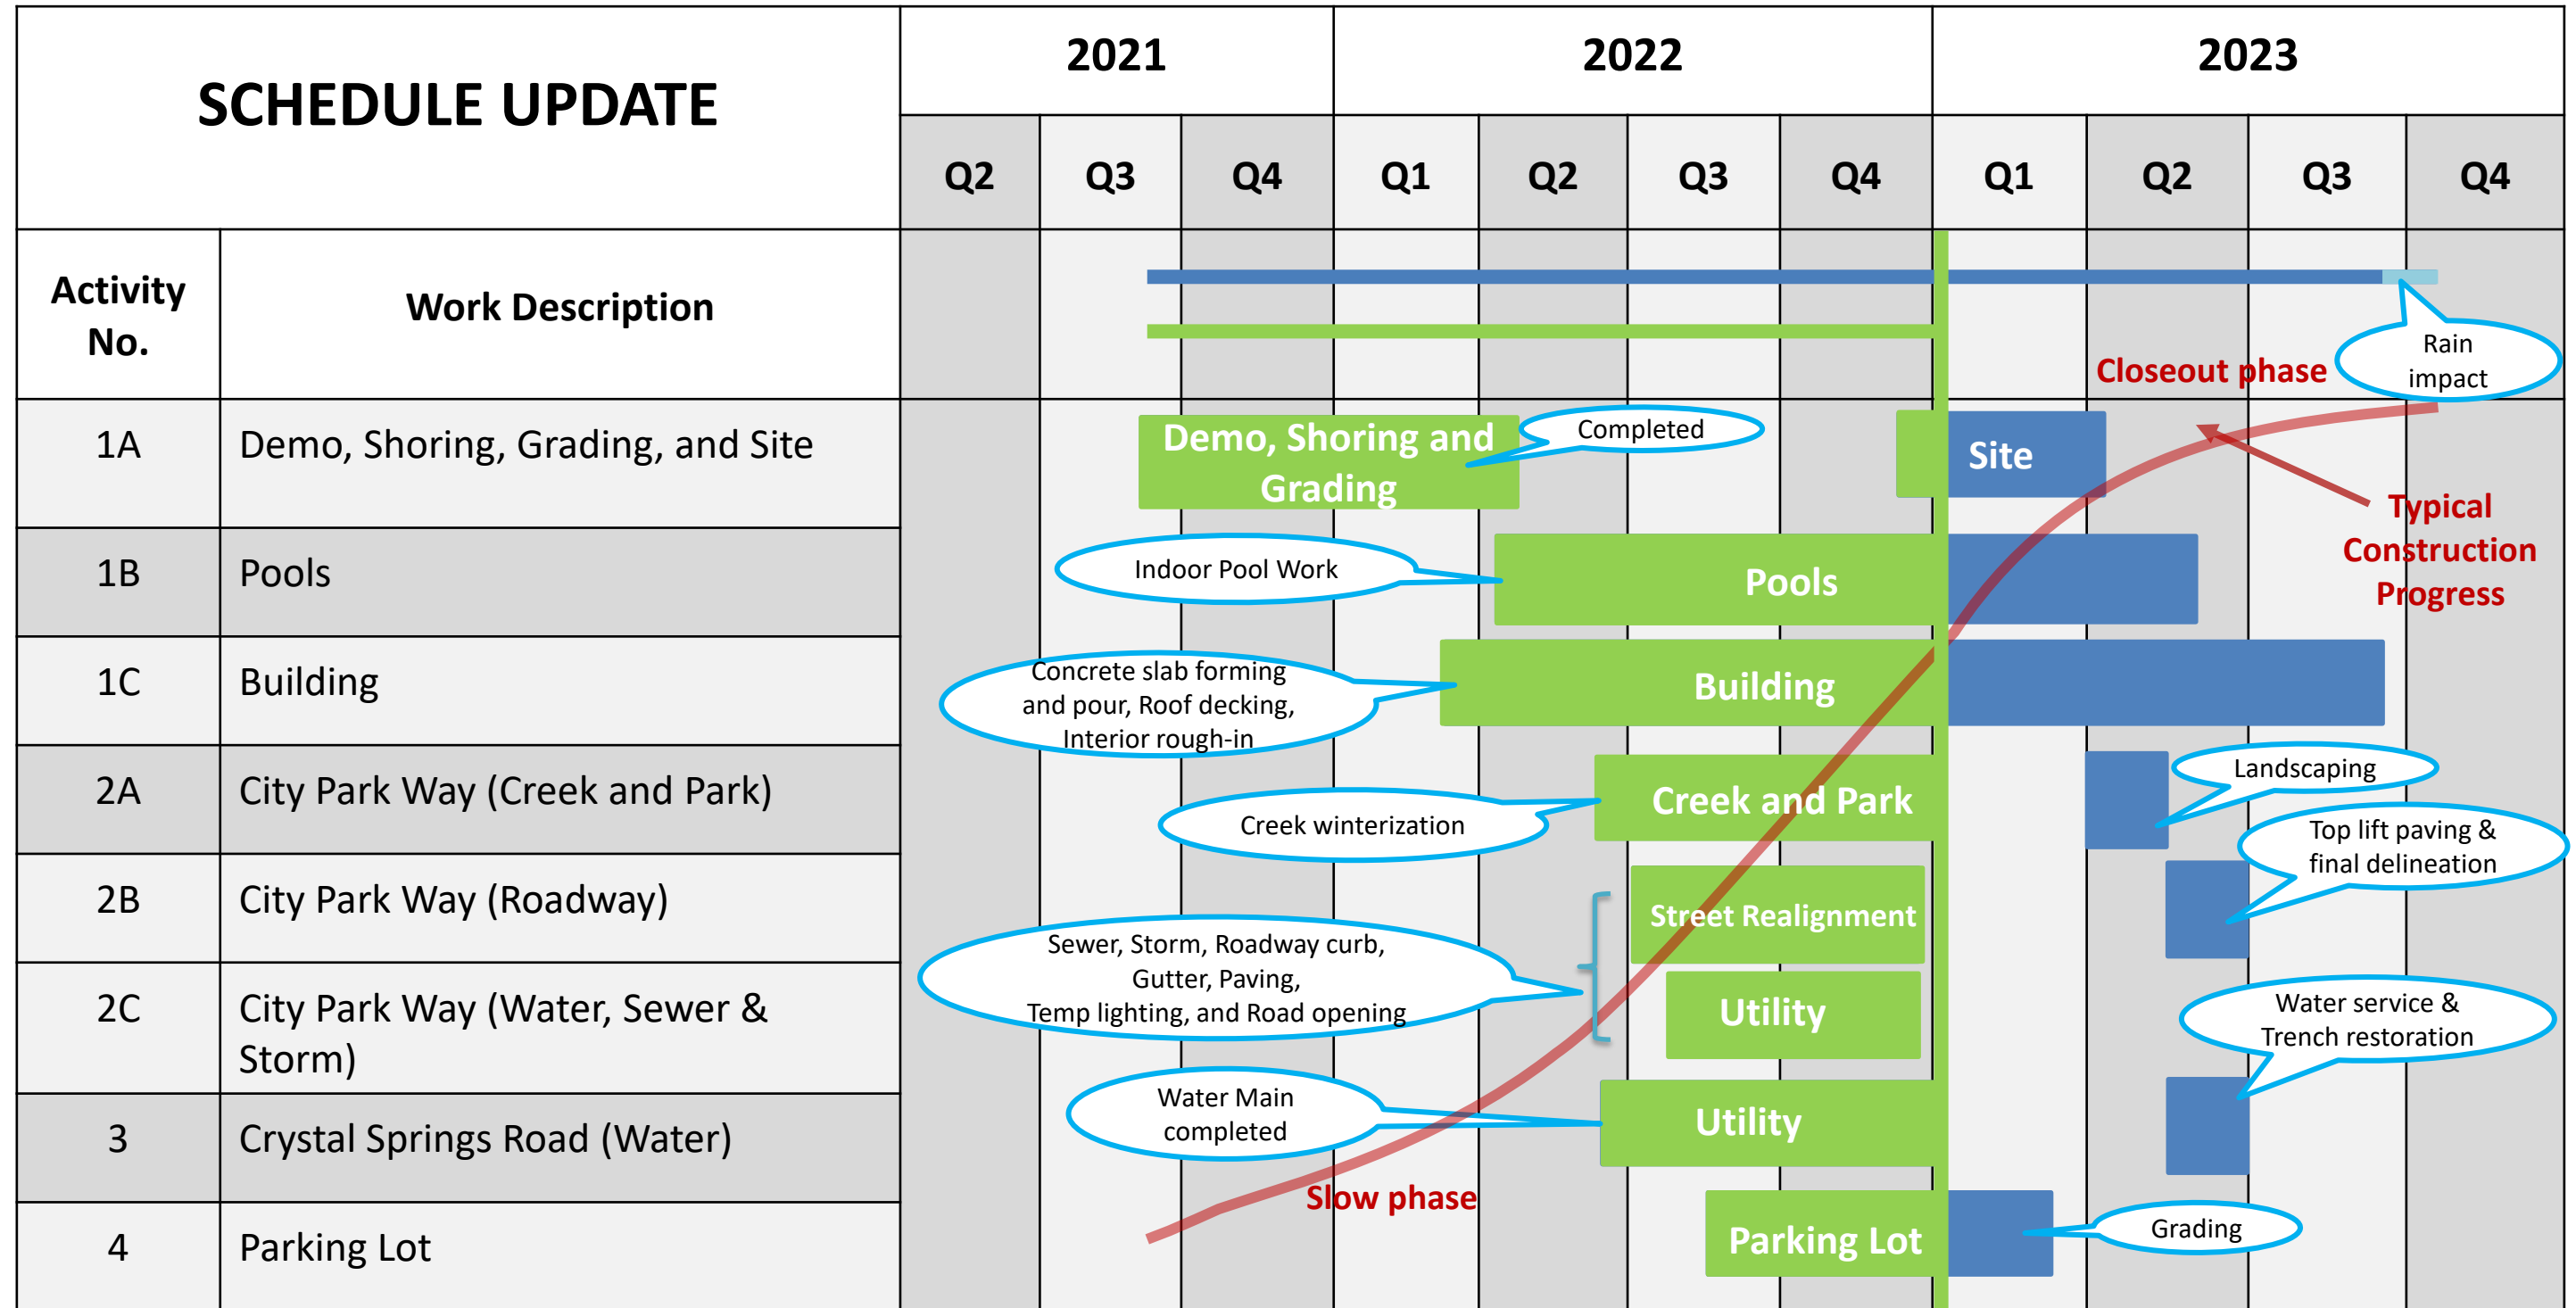 SCHEDULE UPDATE
2021
2022
2023
Q2
Q3
Q4
Q1
Q2
Q3
Q4
Q1
Q2
Q3
Q4
Activity
No.
Work Description
Rain
impact
Closeout phase
1A
Demo, Shoring, Grading, and Site
Demo, Shoring and
Grading
Completed
Site
Typical
Construction
Progress
1B
Pools
Indoor Pool Work
Pools
1C
Building
Concrete slab forming
and pour, Roof decking,
Interior rough-in
Building
2A
City Park Way (Creek and Park)
Creek winterization
Creek and Park
Landscaping
2B
City Park Way (Roadway)
Street Realignment
Top lift paving &
final delineation
Sewer, Storm, Roadway curb,
Gutter, Paving,
Temp lighting, and Road opening
2C
City Park Way (Water, Sewer &
Storm)
Utility
Water service &
Trench restoration
3
Crystal Springs Road (Water)
Water Main
completed
Utility
Slow phase
4
Parking Lot
Parking Lot
Grading